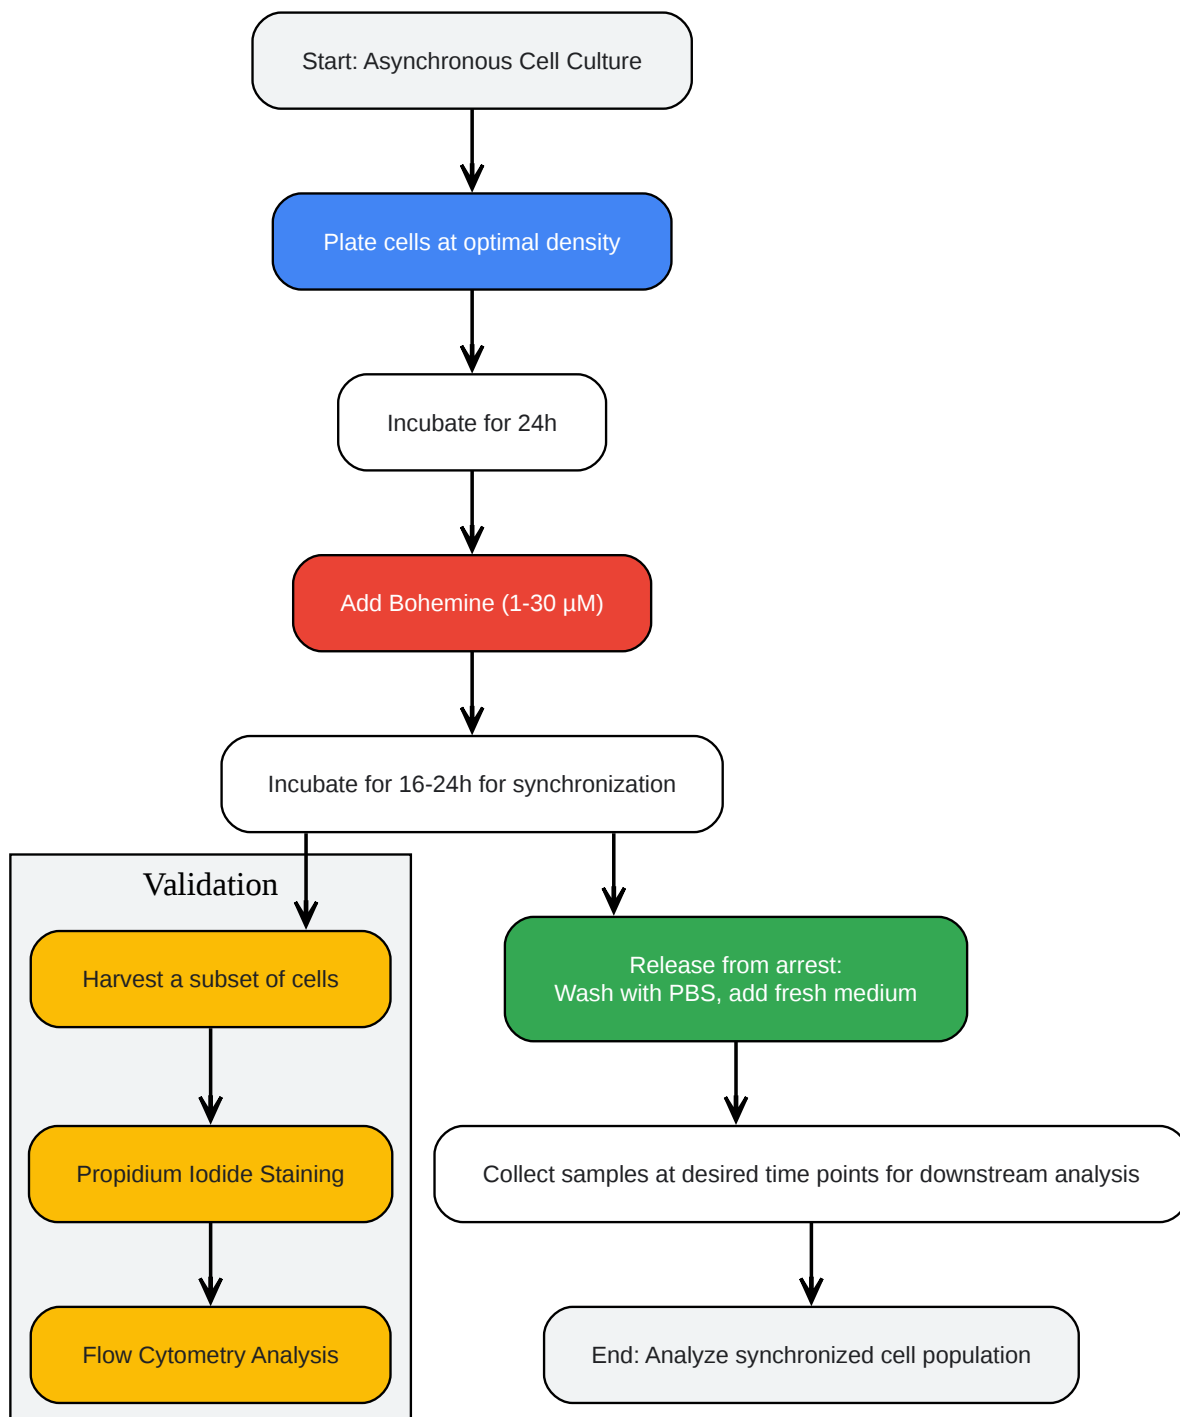 Start: Asynchronous Cell Culture
Plate cells at optimal density
Incubate for 24h
Add Bohemine (1-30 µM)
Incubate for 16-24h for synchronization
Validation
Harvest a subset of cells
Propidium Iodide Staining
Flow Cytometry Analysis
Release from arrest:
Wash with PBS, add fresh medium
Collect samples at desired time points for downstream analysis
End: Analyze synchronized cell population